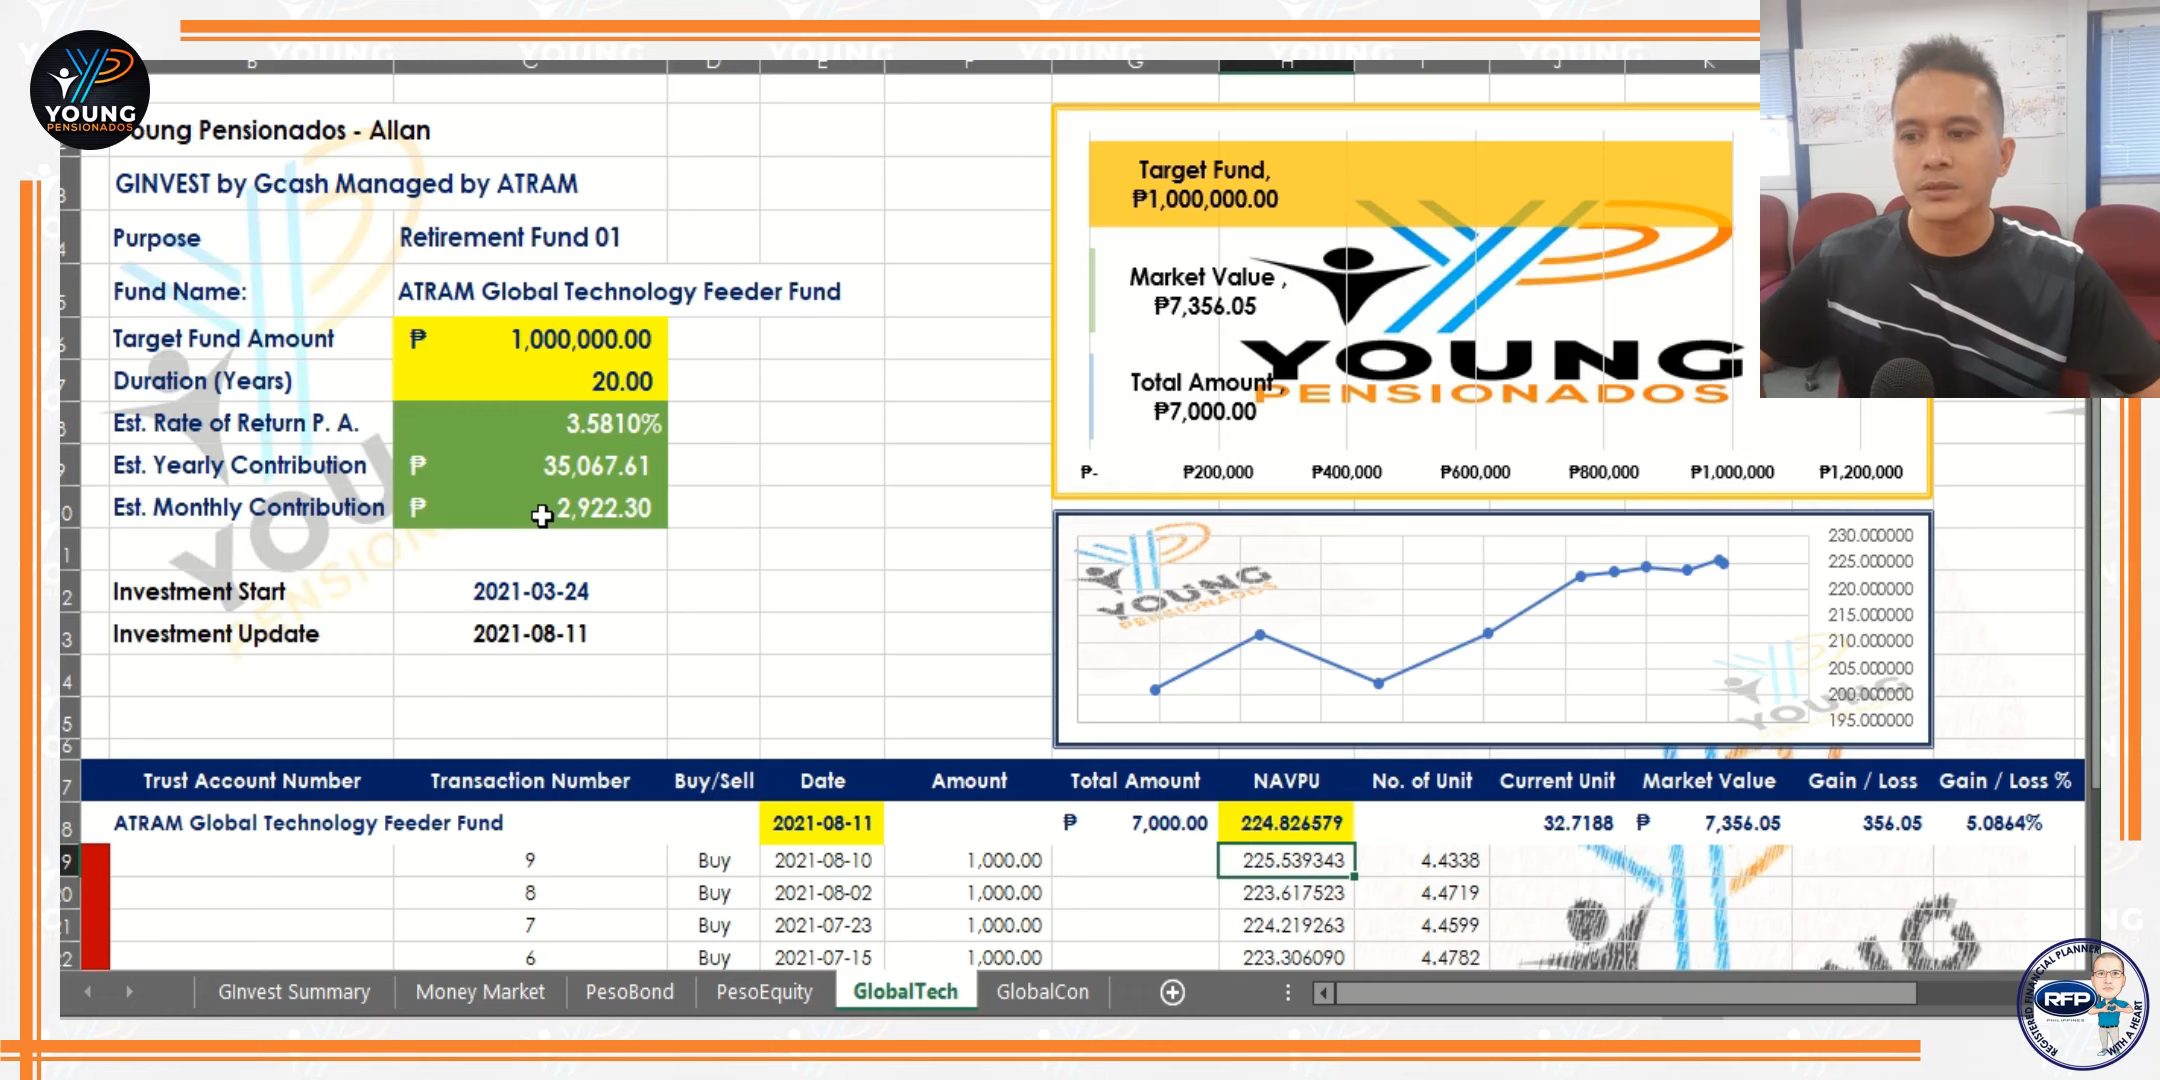 YOUNG
PENSIONADOS
B C D E F G H I J K
oung Pensionados - Allan
GINVEST by Gcash Managed by ATRAM
Purpose Retirement Fund 01
Fund Name: ATRAM Global Technology Feeder Fund
Target Fund Amount ₱ 1,000,000.00
Duration (Years) 20.00
Est. Rate of Return P. A. 3.5810%
Est. Yearly Contribution ₱ 35,067.61
Est. Monthly Contribution ₱ 2,922.30
Investment Start 2021-03-24
Investment Update 2021-08-11
Target Fund,
₱1,000,000.00
Market Value ,
₱7,356.05
Total Amount ,
₱7,000.00
YOUNG
PENSIONADOS
₱- ₱200,000 ₱400,000 ₱600,000 ₱800,000 ₱1,000,000 ₱1,200,000
YOUNG
PENSIONADOS
230.000000
225.000000
220.000000
215.000000
210.000000
205.000000
200.000000
195.000000
Trust Account Number Transaction Number Buy/Sell Date Amount Total Amount NAVPU No. of Unit Current Unit Market Value Gain / Loss Gain / Loss %
ATRAM Global Technology Feeder Fund 2021-08-11 ₱ 7,000.00 224.826579 32.7188 ₱ 7,356.05 356.05 5.0864%
9 Buy 2021-08-10 1,000.00 225.539343 4.4338
8 Buy 2021-08-02 1,000.00 223.617523 4.4719
7 Buy 2021-07-23 1,000.00 224.219263 4.4599
6 Buy 2021-07-15 1,000.00 223.306090 4.4782
GInvest Summary Money Market PesoBond PesoEquity GlobalTech GlobalCon
REGISTERED FINANCIAL PLANNER
RFP
PHILIPPINES
WITH A HEART